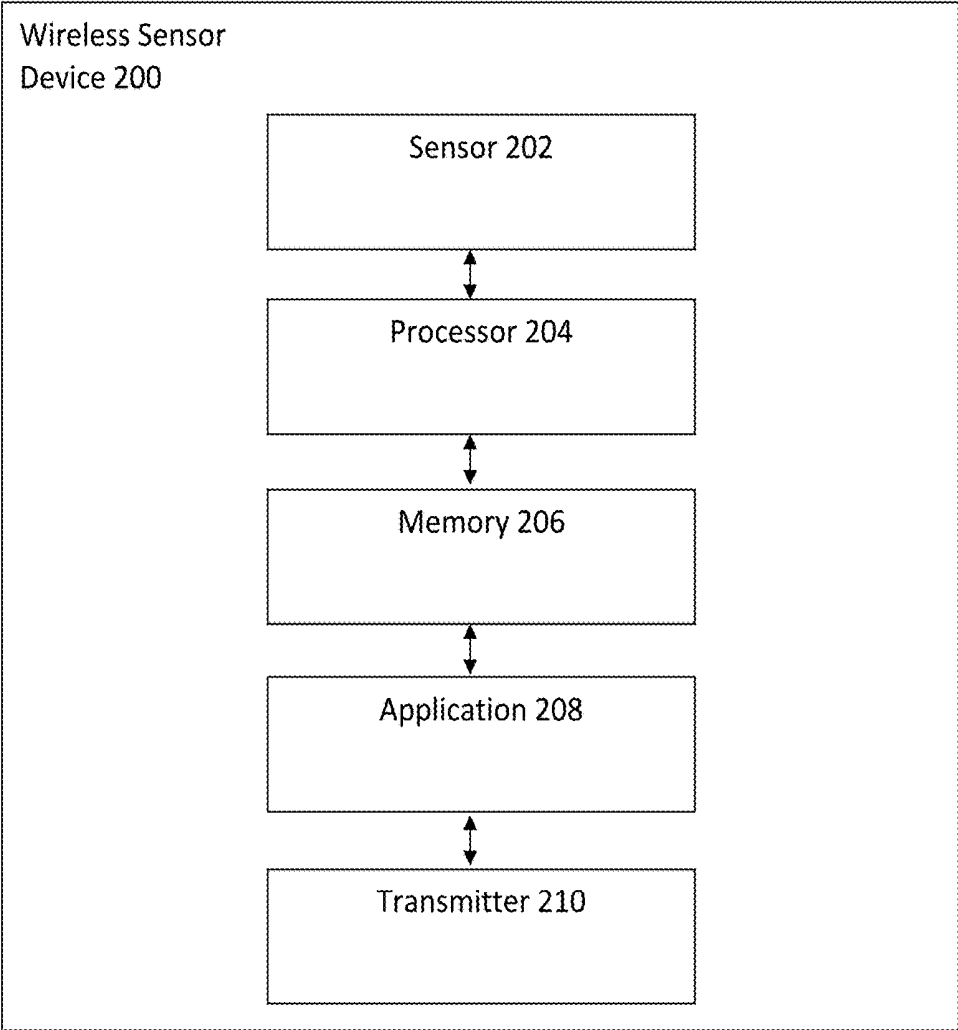 Wireless Sensor
Device 200
Sensor 202
Processor 204
Memory 206
Application 208
Transmitter 210